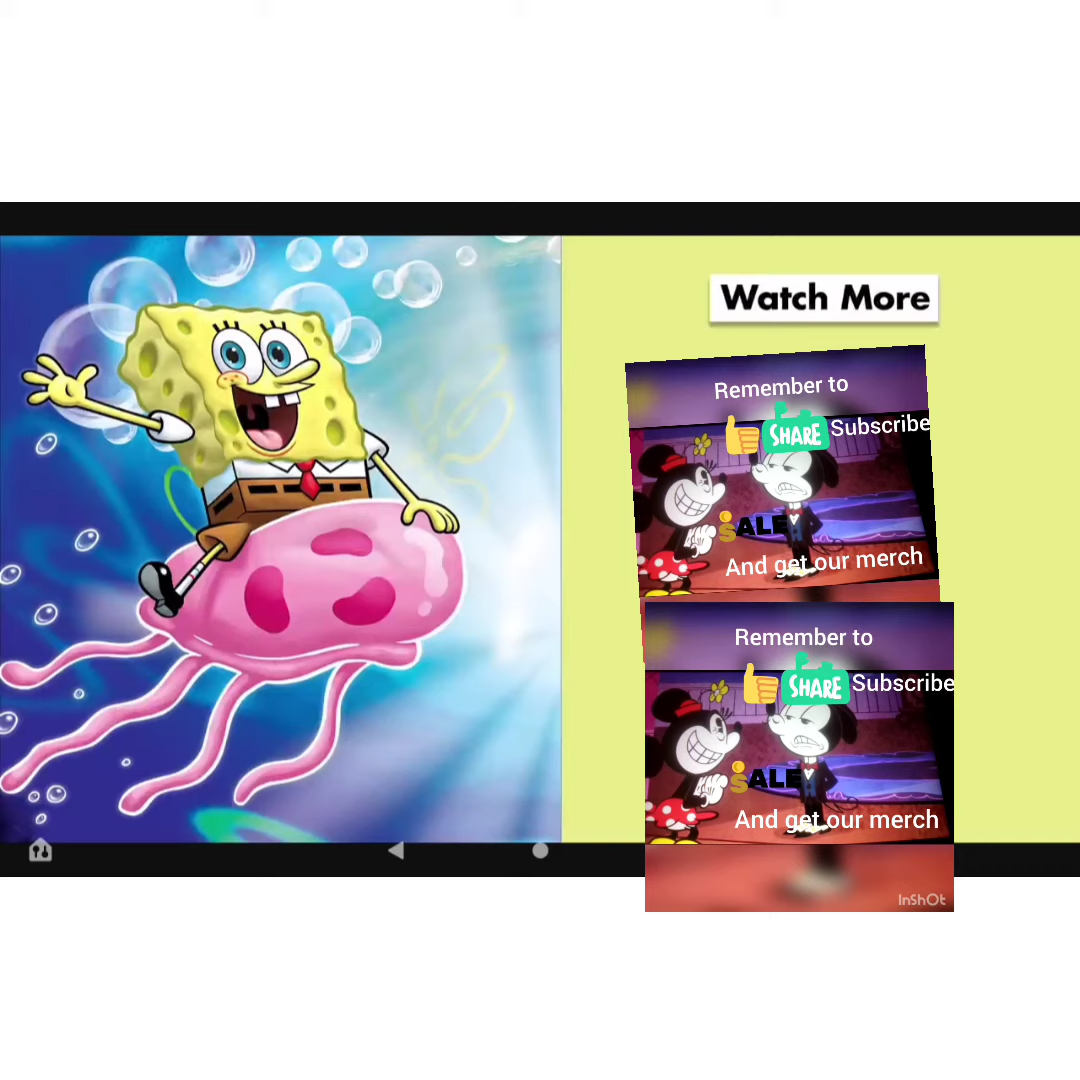 Watch More
Remember to
SHARE Subscribe
SALE
And get our merch
Remember to
SHARE Subscribe
SALE
And get our merch
InShOt